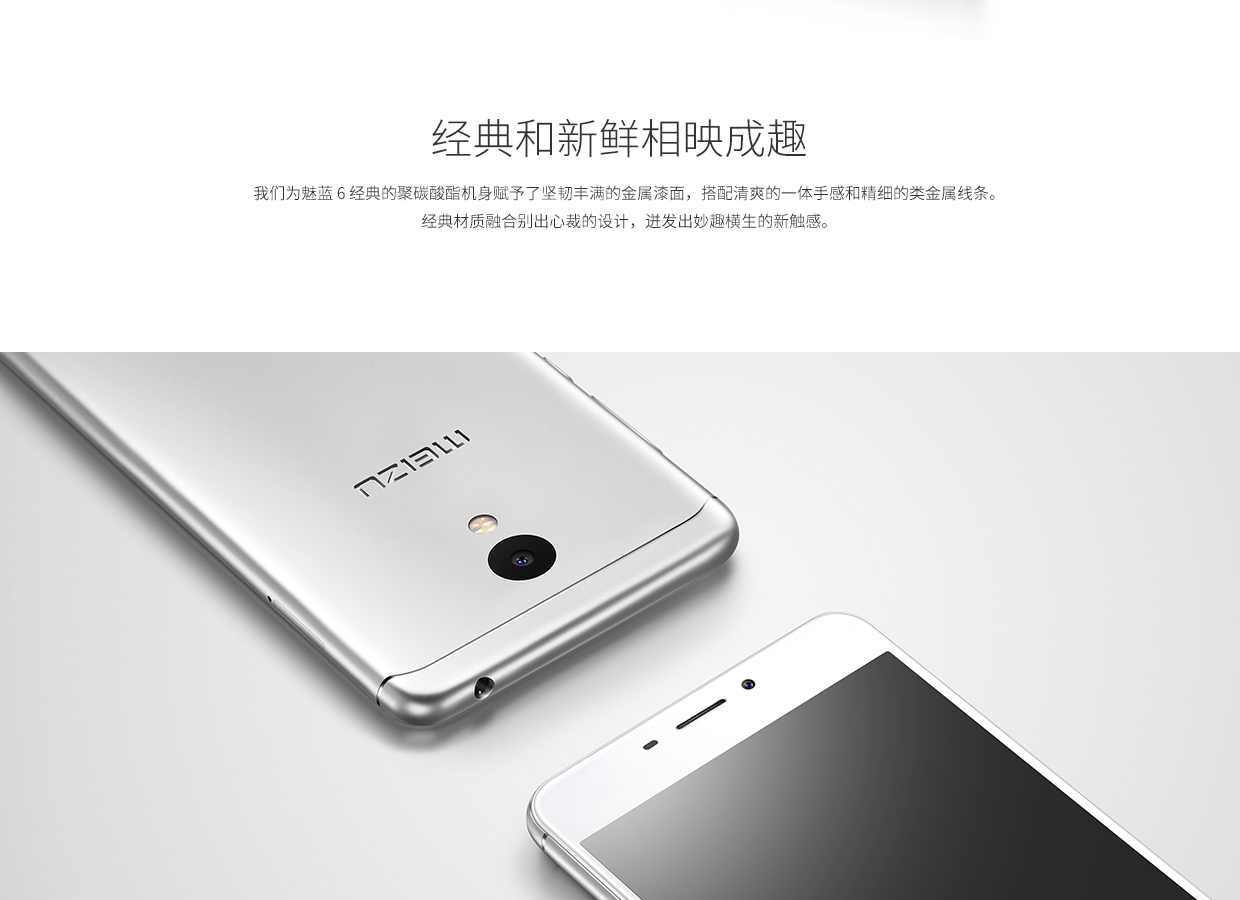 经典和新鲜相映成趣
我们为魅蓝 6 经典的聚碳酸酯机身赋予了坚韧丰满的金属漆面，搭配清爽的一体手感和精细的类金属线条。
经典材质融合别出心裁的设计，迸发出妙趣横生的新触感。
MEIZU